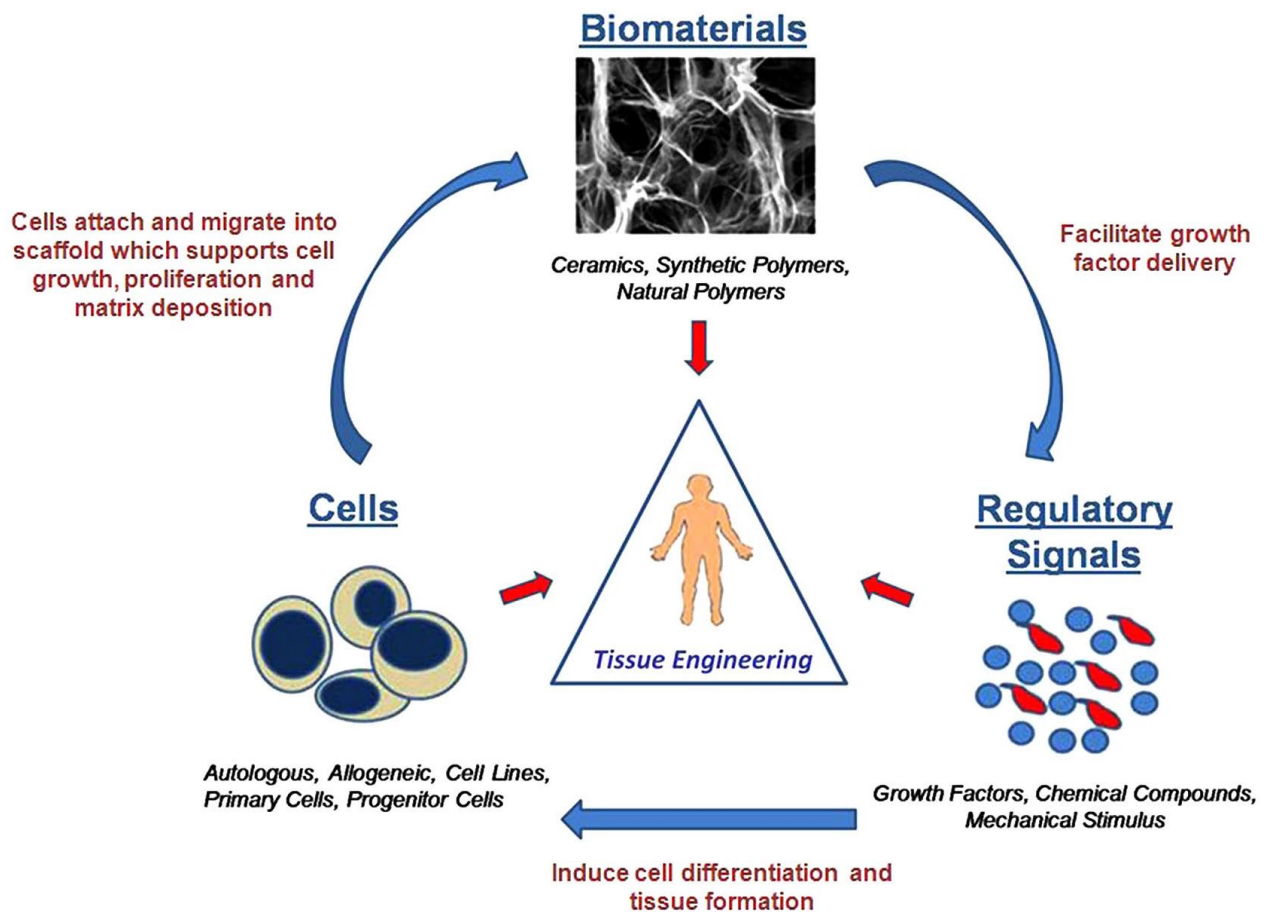 Biomaterials
Ceramics, Synthetic Polymers,
Natural Polymers
Cells attach and migrate into
scaffold which supports cell
growth, proliferation and
matrix deposition
Facilitate growth
factor delivery
Cells
Autologous, Allogeneic, Cell Lines,
Primary Cells, Progenitor Cells
Tissue Engineering
Regulatory
Signals
Growth Factors, Chemical Compounds,
Mechanical Stimulus
Induce cell differentiation and
tissue formation